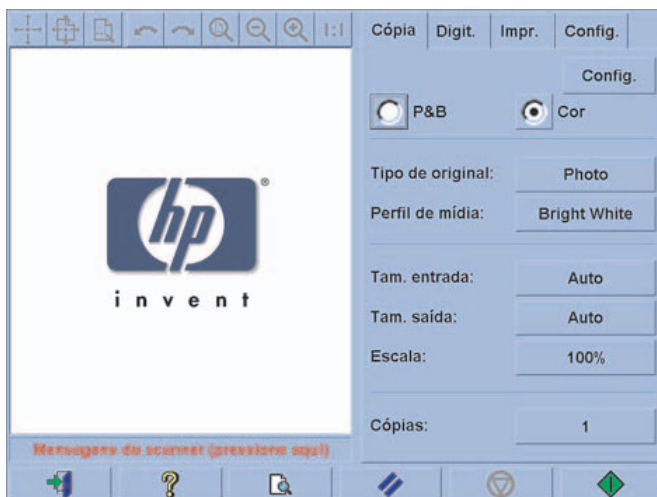 1:1
Cópia
Digit.
Impr.
Config.
Config.
P&B
Cor
Tipo de original:
Photo
Perfil de mídia:
Bright White
Tam. entrada:
Auto
Tam. saída:
Auto
Escala:
100%
Cópias:
1
hp
®
invent
Mensagens do scanner (pressione aqui)